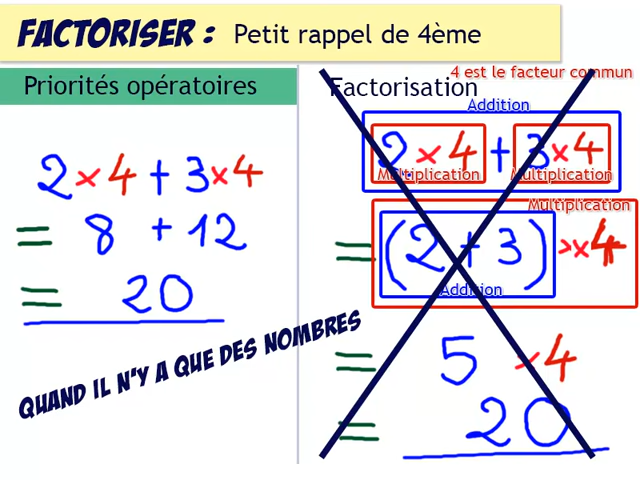 FACTORISER : Petit rappel de 4ème
Priorités opératoires
2 × 4 + 3 × 4
= 8 + 12
= 20
QUAND IL N'Y A QUE DES NOMBRES
4 est le facteur commun
Factorisation
Addition
2 × 4 + 3 × 4
Multiplication Multiplication
Multiplication
= (2 + 3) × 4
Addition
= 5 × 4
= 20